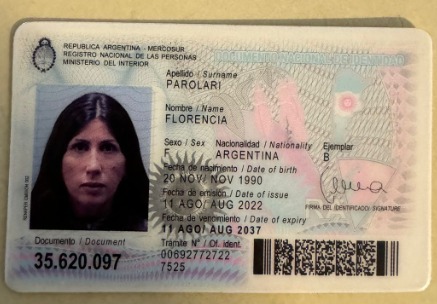 REPUBLICA ARGENTINA - MERCOSUR
REGISTRO NACIONAL DE LAS PERSONAS
MINISTERIO DEL INTERIOR
DOCUMENTO NACIONAL DE IDENTIDAD
Apellido / Surname
PAROLARI
Nombre / Name
FLORENCIA
Sexo / Sex Nacionalidad / Nationality Ejemplar
F ARGENTINA B
Fecha de nacimiento / Date of birth
20 NOV/ NOV 1990
Fecha de emisión / Date of issue
11 AGO/ AUG 2022
FIRMA DEL IDENTIFICADO/ SIGNATURE
Fecha de vencimiento / Date of expiry
11 AGO/ AUG 2037
Documento / Document
35.620.097
Trámite N° / Of. ident.
00692772722
7525